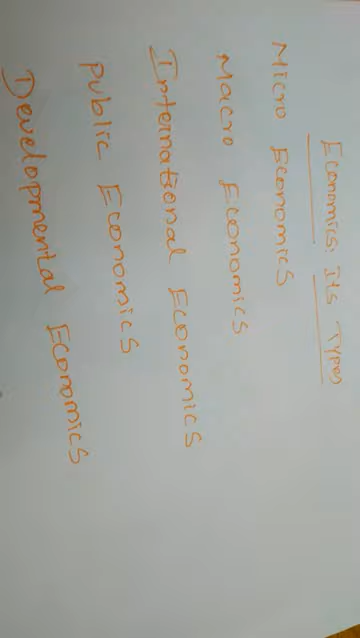 Economics: Its Types
Micro Economics
Macro Economics
International Economics
Public Economics
Developmental Economics